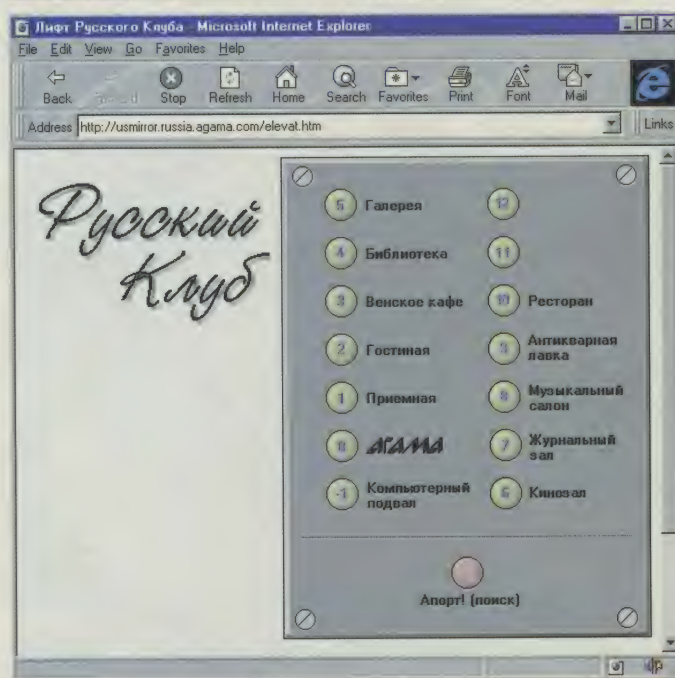 Лифт Русского Клуба - Microsoft Internet Explorer
File Edit View Go Favorites Help
Back Forward Stop Refresh Home Search Favorites Print Font Mail
Address http://usmirror.russia.agama.com/elevat.htm Links
Русский
Клуб
5 Галерея
4 Библиотека
3 Венское кафе
2 Гостиная
1 Приемная
0 АГАМА
-1 Компьютерный
подвал
12
11
10 Ресторан
9 Антикварная
лавка
8 Музыкальный
салон
7 Журнальный
зал
6 Кинозал
Апорт! (поиск)